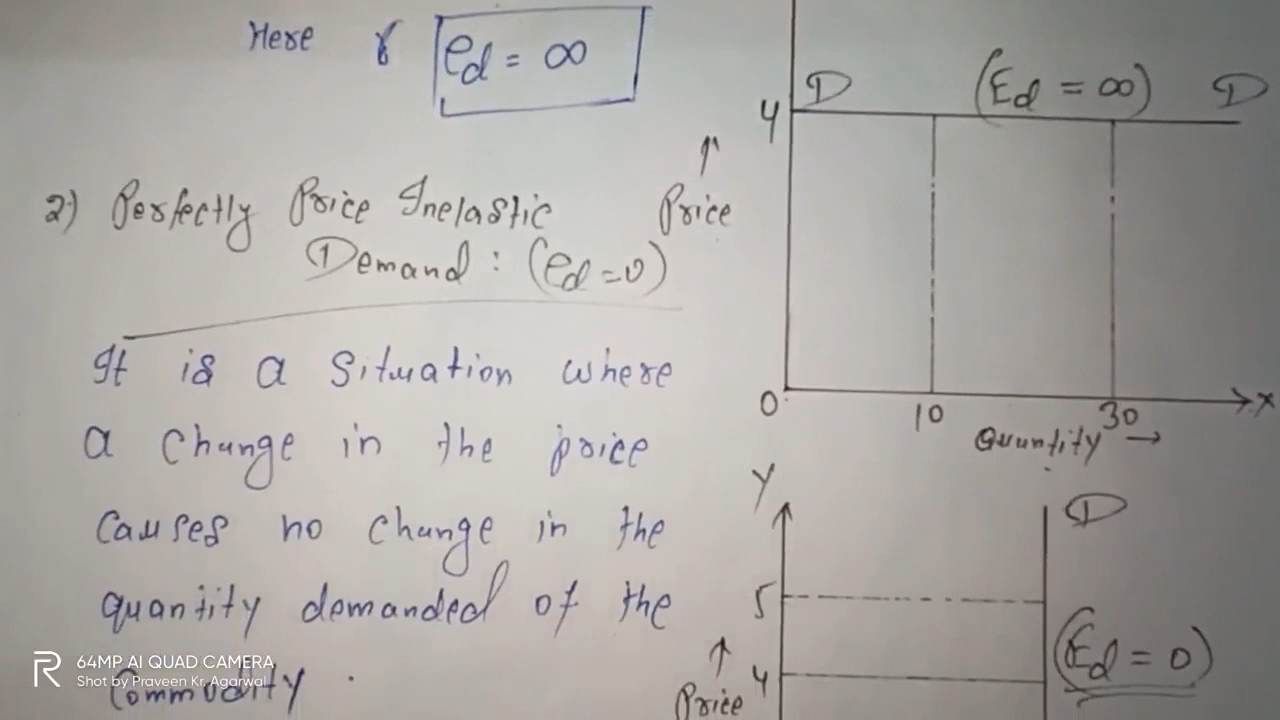 Here
ed = ∞
2) Perfectly Price Inelastic
Demand : (ed = 0)
It is a Situation where
a change in the price
causes no change in the
quantity demanded of the
Commodity .
D (Ed = ∞) D
4
↑
Price
0 10 30 X
Quantity →
Y
D
5
(Ed = 0)
↑
4
Price
64MP AI QUAD CAMERA
Shot by Praveen Kr. Agarwal